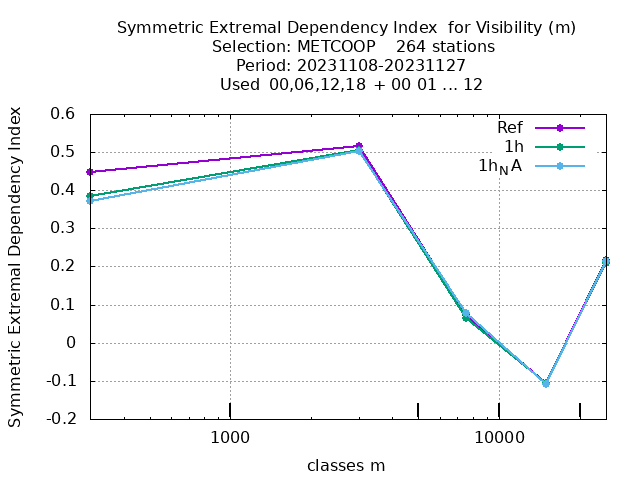 Symmetric Extremal Dependency Index  for Visibility (m)
Selection: METCOOP    264 stations
Period: 20231108-20231127
Used  00,06,12,18  + 00 01 ... 12
Symmetric Extremal Dependency Index
0.6
0.5
0.4
0.3
0.2
0.1
0
-0.1
-0.2
Ref
1h
1hNA
1000
10000
classes m